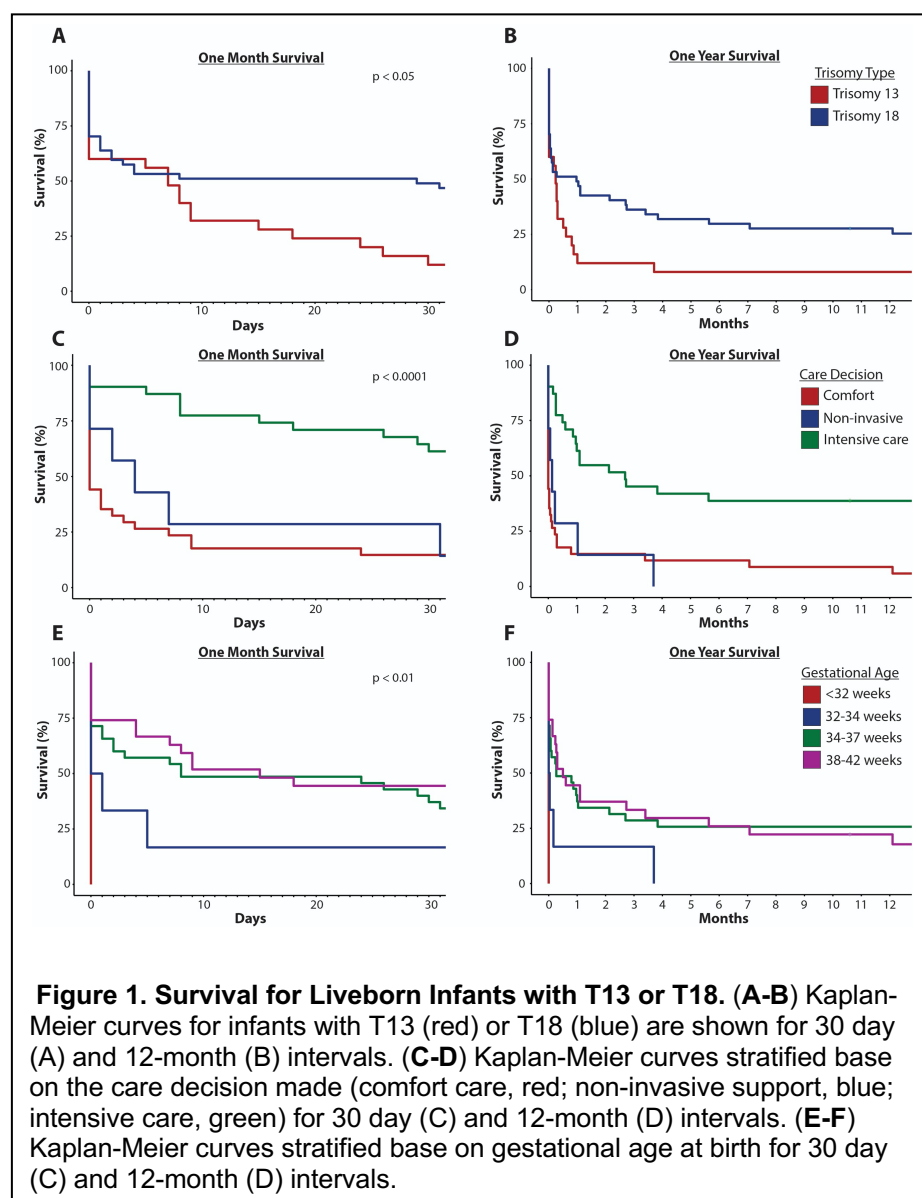 A
One Month Survival
p < 0.05
100
75
50
25
0
Survival (%)
0 10 20 30
Days
B
One Year Survival
Trisomy Type
Trisomy 13
Trisomy 18
100
75
50
25
0
Survival (%)
0 1 2 3 4 5 6 7 8 9 10 11 12
Months
C
One Month Survival
p < 0.0001
100
75
50
25
0
Survival (%)
0 10 20 30
Days
D
One Year Survival
Care Decision
Comfort
Non-invasive
Intensive care
100
75
50
25
0
Survival (%)
0 1 2 3 4 5 6 7 8 9 10 11 12
Months
E
One Month Survival
p < 0.01
100
75
50
25
0
Survival (%)
0 10 20 30
Days
F
One Year Survival
Gestational Age
<32 weeks
32-34 weeks
34-37 weeks
38-42 weeks
100
75
50
25
0
Survival (%)
0 1 2 3 4 5 6 7 8 9 10 11 12
Months
Figure 1. Survival for Liveborn Infants with T13 or T18. (A-B) Kaplan-
Meier curves for infants with T13 (red) or T18 (blue) are shown for 30 day
(A) and 12-month (B) intervals. (C-D) Kaplan-Meier curves stratified base
on the care decision made (comfort care, red; non-invasive support, blue;
intensive care, green) for 30 day (C) and 12-month (D) intervals. (E-F)
Kaplan-Meier curves stratified base on gestational age at birth for 30 day
(C) and 12-month (D) intervals.